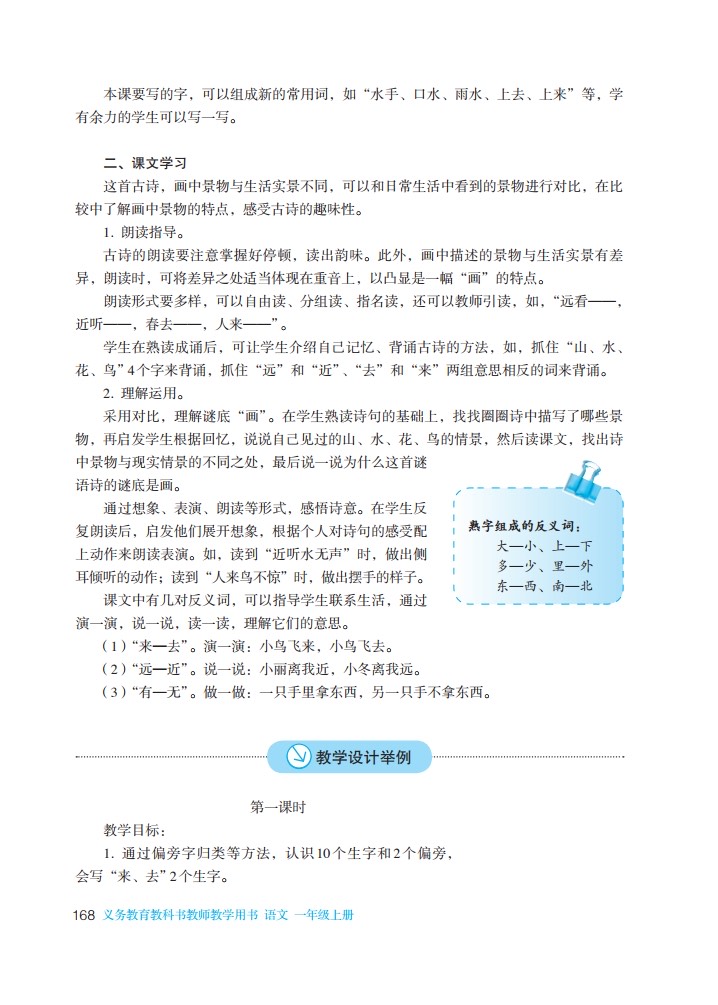 本课要写的字，可以组成新的常用词，如“水手、口水、雨水、上去、上来”等，学
有余力的学生可以写一写。
二、课文学习
这首古诗，画中景物与生活实景不同，可以和日常生活中看到的景物进行对比，在比
较中了解画中景物的特点，感受古诗的趣味性。
1. 朗读指导。
古诗的朗读要注意掌握好停顿，读出韵味。此外，画中描述的景物与生活实景有差
异，朗读时，可将差异之处适当体现在重音上，以凸显是一幅“画”的特点。
朗读形式要多样，可以自由读、分组读、指名读，还可以教师引读，如，“远看——，
近听——，春去——，人来——”。
学生在熟读成诵后，可让学生介绍自己记忆、背诵古诗的方法，如，抓住“山、水、
花、鸟”4个字来背诵，抓住“远”和“近”、“去”和“来”两组意思相反的词来背诵。
2. 理解运用。
采用对比，理解谜底“画”。在学生熟读诗句的基础上，找找圈圈诗中描写了哪些景
物，再启发学生根据回忆，说说自己见过的山、水、花、鸟的情景，然后读课文，找出诗
中景物与现实情景的不同之处，最后说一说为什么这首谜
语诗的谜底是画。
通过想象、表演、朗读等形式，感悟诗意。在学生反
复朗读后，启发他们展开想象，根据个人对诗句的感受配
上动作来朗读表演。如，读到“近听水无声”时，做出侧
耳倾听的动作；读到“人来鸟不惊”时，做出摆手的样子。
课文中有几对反义词，可以指导学生联系生活，通过
演一演，说一说，读一读，理解它们的意思。
（1）“来—去”。演一演：小鸟飞来，小鸟飞去。
（2）“远—近”。说一说：小丽离我近，小冬离我远。
（3）“有—无”。做一做：一只手里拿东西，另一只手不拿东西。
熟字组成的反义词：
大—小、上—下
多—少、里—外
东—西、南—北
教学设计举例
第一课时
教学目标：
1. 通过偏旁字归类等方法，认识10个生字和2个偏旁，
会写“来、去”2个生字。
168 义务教育教科书教师教学用书 语文 一年级上册